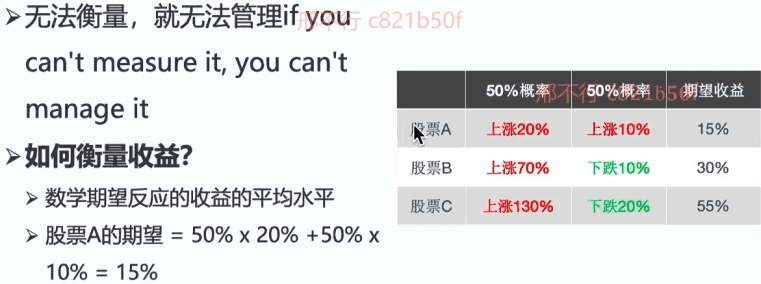 ➢无法衡量，就无法管理if you
can't measure it, you can't
manage it
➢如何衡量收益？
➢ 数学期望反应的收益的平均水平
➢ 股票A的期望 = 50% x 20% +50% x
10% = 15%
邢不行 c821b50f
50%概率 50%概率 期望收益
邢不行 c821b50f
股票A 上涨20% 上涨10% 15%
股票B 上涨70% 下跌10% 30%
股票C 上涨130% 下跌20% 55%